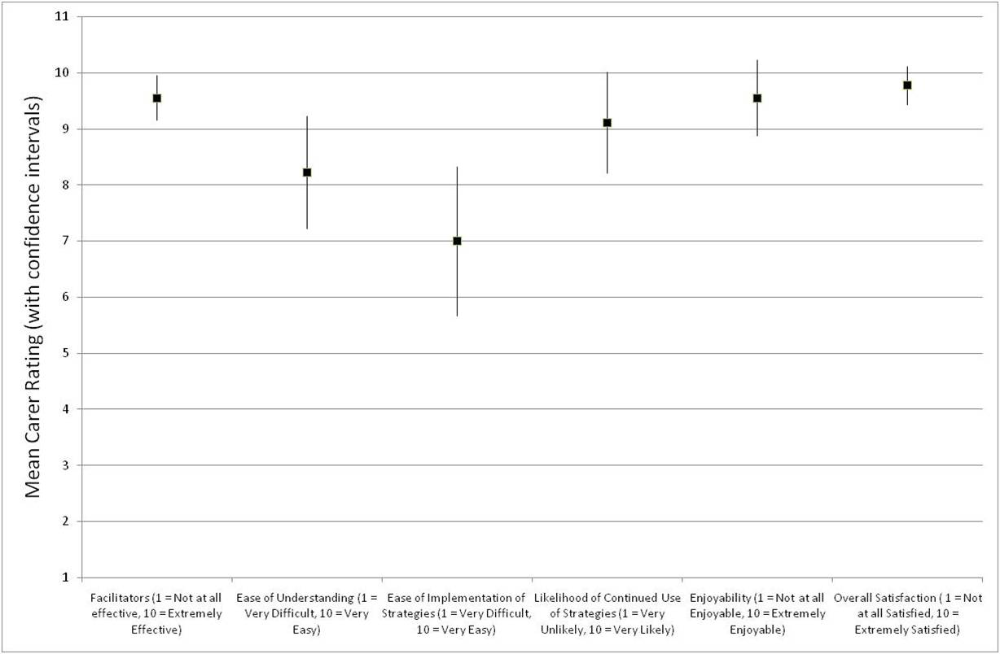 Mean Carer Rating (with confidence intervals)
11
10
9
8
7
6
5
4
3
2
1
Facilitators (1 = Not at all
effective, 10 = Extremely
Effective)
Ease of Understanding (1 =
Very Difficult, 10 = Very
Easy)
Ease of Implementation of
Strategies (1 = Very Difficult,
10 = Very Easy)
Likelihood of Continued Use
of Strategies (1 = Very
Unlikely, 10 = Very Likely)
Enjoyability (1 = Not at all
Enjoyable, 10 = Extremely
Enjoyable)
Overall Satisfaction ( 1 = Not
at all Satisfied, 10 =
Extremely Satisfied)